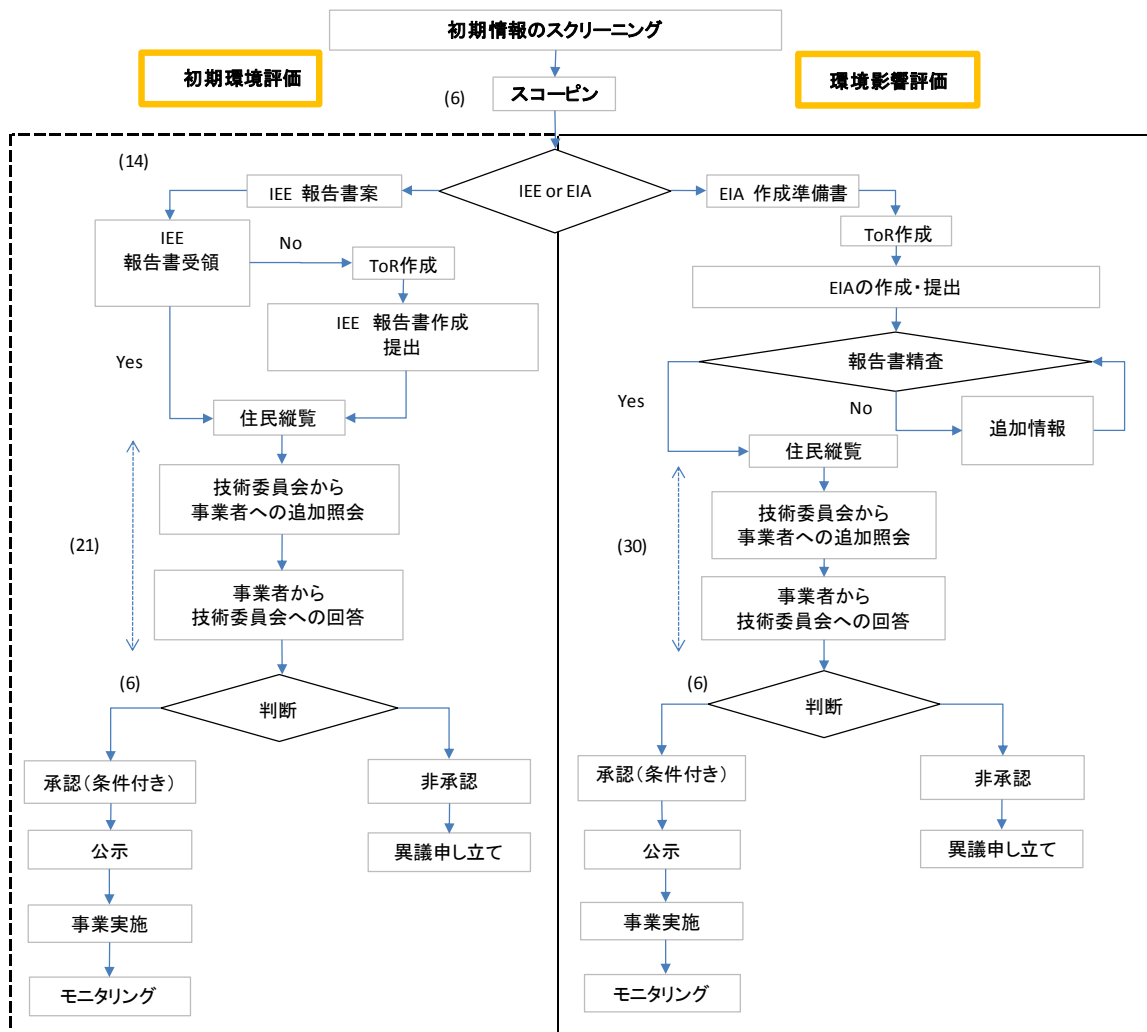 初期情報のスクリーニング
初期環境評価
環境影響評価
(6)
スコーピン
(14)
IEE 報告書案
IEE or EIA
EIA 作成準備書
IEE
報告書受領
No
ToR作成
ToR作成
EIAの作成・提出
IEE 報告書作成
提出
Yes
報告書精査
Yes
No
追加情報
住民縦覧
住民縦覧
技術委員会から
事業者への追加照会
技術委員会から
事業者への追加照会
(21)
(30)
事業者から
技術委員会への回答
事業者から
技術委員会への回答
(6)
判断
(6)
判断
承認(条件付き)
非承認
承認(条件付き)
非承認
公示
異議申し立て
公示
異議申し立て
事業実施
事業実施
モニタリング
モニタリング